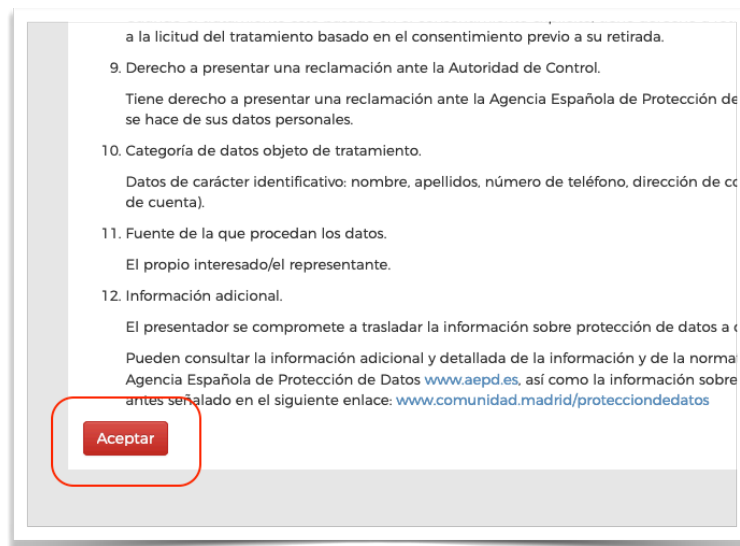 a la licitud del tratamiento basado en el consentimiento previo a su retirada.
9. Derecho a presentar una reclamación ante la Autoridad de Control.
Tiene derecho a presentar una reclamación ante la Agencia Española de Protección de
se hace de sus datos personales.
10. Categoría de datos objeto de tratamiento.
Datos de carácter identificativo: nombre, apellidos, número de teléfono, dirección de co
de cuenta).
11. Fuente de la que procedan los datos.
El propio interesado/el representante.
12. Información adicional.
El presentador se compromete a trasladar la información sobre protección de datos a
Pueden consultar la información adicional y detallada de la información y de la norma
Agencia Española de Protección de Datos www.aepd.es, así como la información sobre
antes señalado en el siguiente enlace: www.comunidad.madrid/protecciondedatos
Aceptar